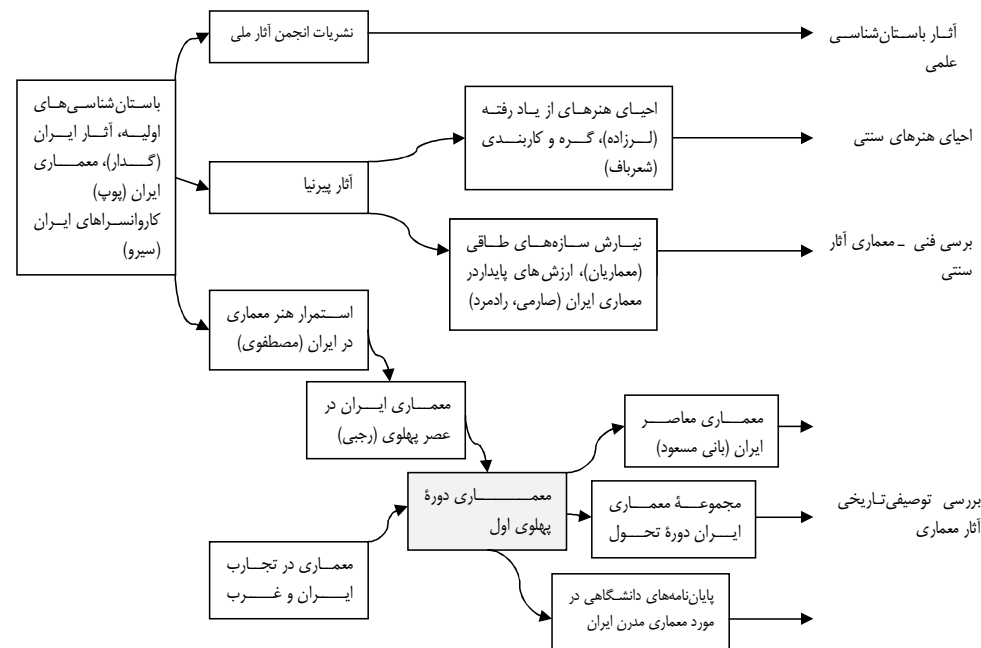 نشریات انجمن آثار ملی
آثار باستان‌شناسی
علمی
باستان‌شناسی‌های
اولیه، آثار ایران
(گدار)، معماری
ایران (پوپ)
کاروانسراهای ایران
(سیرو)
احیای هنرهای از یاد رفته
(لرزاده)، گره و کاربندی
(شعرباف)
احیای هنرهای سنتی
آثار پیرنیا
نیارش سازه‌های طاقی
(معماریان)، ارزش‌های پایداردر
معماری ایران (صارمی، رادمرد)
برسی فنی - معماری آثار
سنتی
استمرار هنر معماری
در ایران (مصطفوی)
معماری ایران در
عصر پهلوی (رجبی)
معماری معاصر
ایران (بانی مسعود)
معماری دورهٔ
پهلوی اول
مجموعهٔ معماری
ایران دورهٔ تحول
بررسی توصیفی‌تاریخی
آثار معماری
معماری در تجارب
ایران و غرب
پایان‌نامه‌های دانشگاهی در
مورد معماری مدرن ایران